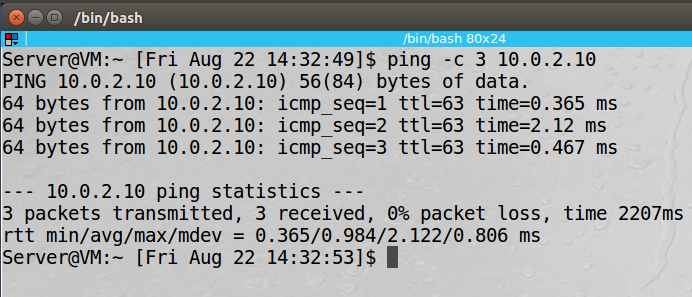 /bin/bash
/bin/bash 80x24
Server@VM:~ [Fri Aug 22 14:32:49]$ ping -c 3 10.0.2.10
PING 10.0.2.10 (10.0.2.10) 56(84) bytes of data.
64 bytes from 10.0.2.10: icmp_seq=1 ttl=63 time=0.365 ms
64 bytes from 10.0.2.10: icmp_seq=2 ttl=63 time=2.12 ms
64 bytes from 10.0.2.10: icmp_seq=3 ttl=63 time=0.467 ms
--- 10.0.2.10 ping statistics ---
3 packets transmitted, 3 received, 0% packet loss, time 2207ms
rtt min/avg/max/mdev = 0.365/0.984/2.122/0.806 ms
Server@VM:~ [Fri Aug 22 14:32:53]$